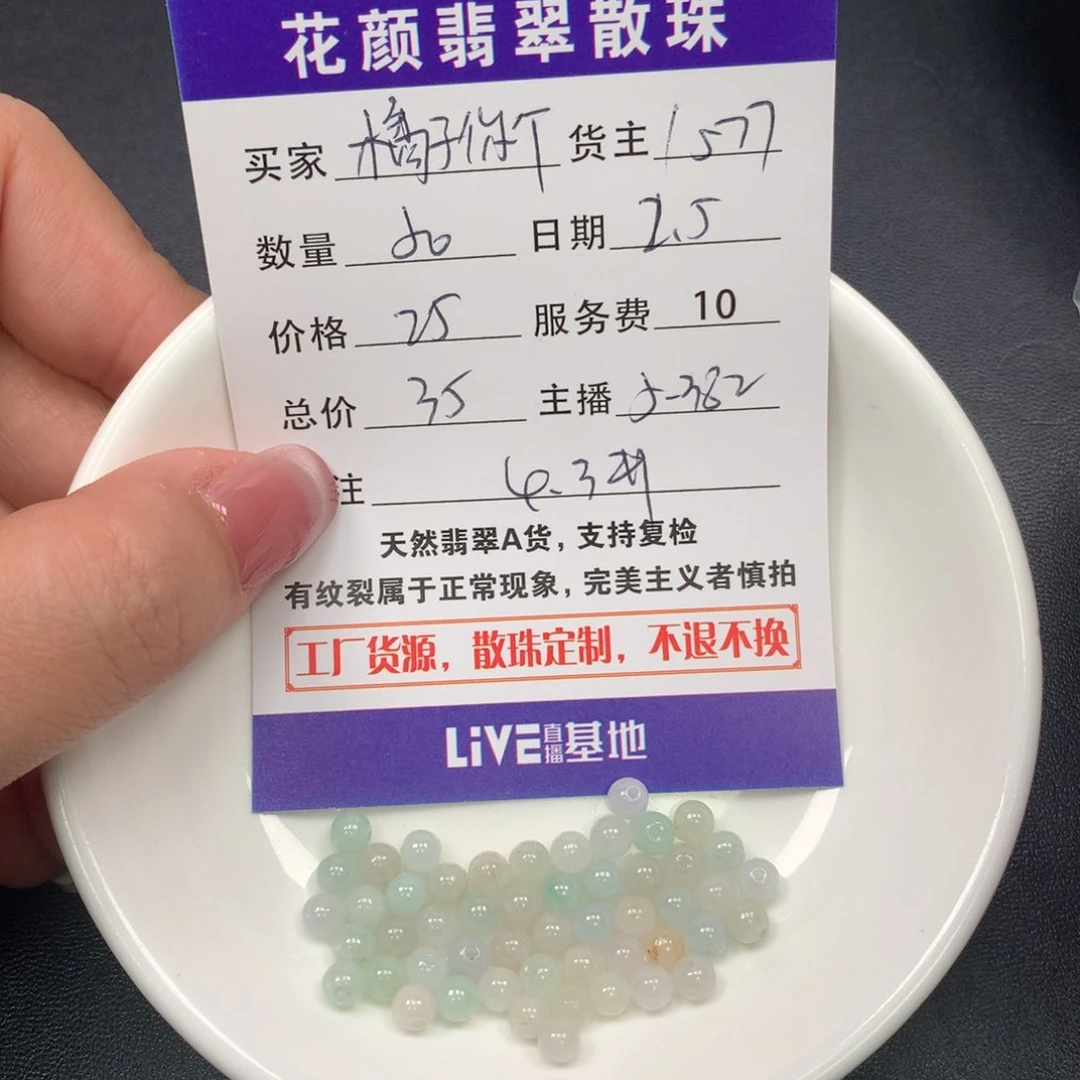 花颜翡翠散珠
买家 橘子 货主 1577
数量 日期 2.5
价格 25 服务费 10
总价 35 主播 382
注 4.3
天然翡翠A货，支持复检
有纹裂属于正常现象，完美主义者慎拍
工厂货源，散珠定制，不退不换
LiVE直播基地